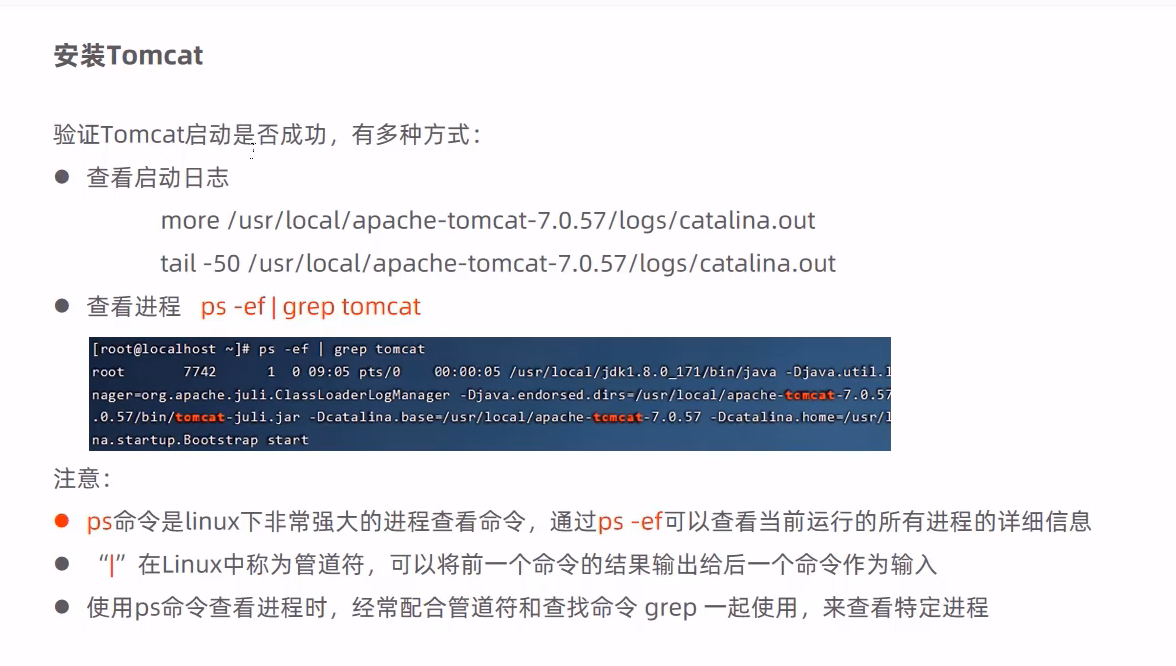 安装Tomcat
验证Tomcat启动是否成功，有多种方式：
● 查看启动日志
more /usr/local/apache-tomcat-7.0.57/logs/catalina.out
tail -50 /usr/local/apache-tomcat-7.0.57/logs/catalina.out
● 查看进程 ps -ef | grep tomcat
[root@localhost ~]# ps -ef | grep tomcat
root 7742 1 0 09:05 pts/0 00:00:05 /usr/local/jdk1.8.0_171/bin/java -Djava.util.l
nager=org.apache.juli.ClassLoaderLogManager -Djava.endorsed.dirs=/usr/local/apache-tomcat-7.0.57
.0.57/bin/tomcat-juli.jar -Dcatalina.base=/usr/local/apache-tomcat-7.0.57 -Dcatalina.home=/usr/l
na.startup.Bootstrap start
注意：
● ps命令是linux下非常强大的进程查看命令，通过ps -ef可以查看当前运行的所有进程的详细信息
● “|”在Linux中称为管道符，可以将前一个命令的结果输出给后一个命令作为输入
● 使用ps命令查看进程时，经常配合管道符和查找命令 grep 一起使用，来查看特定进程